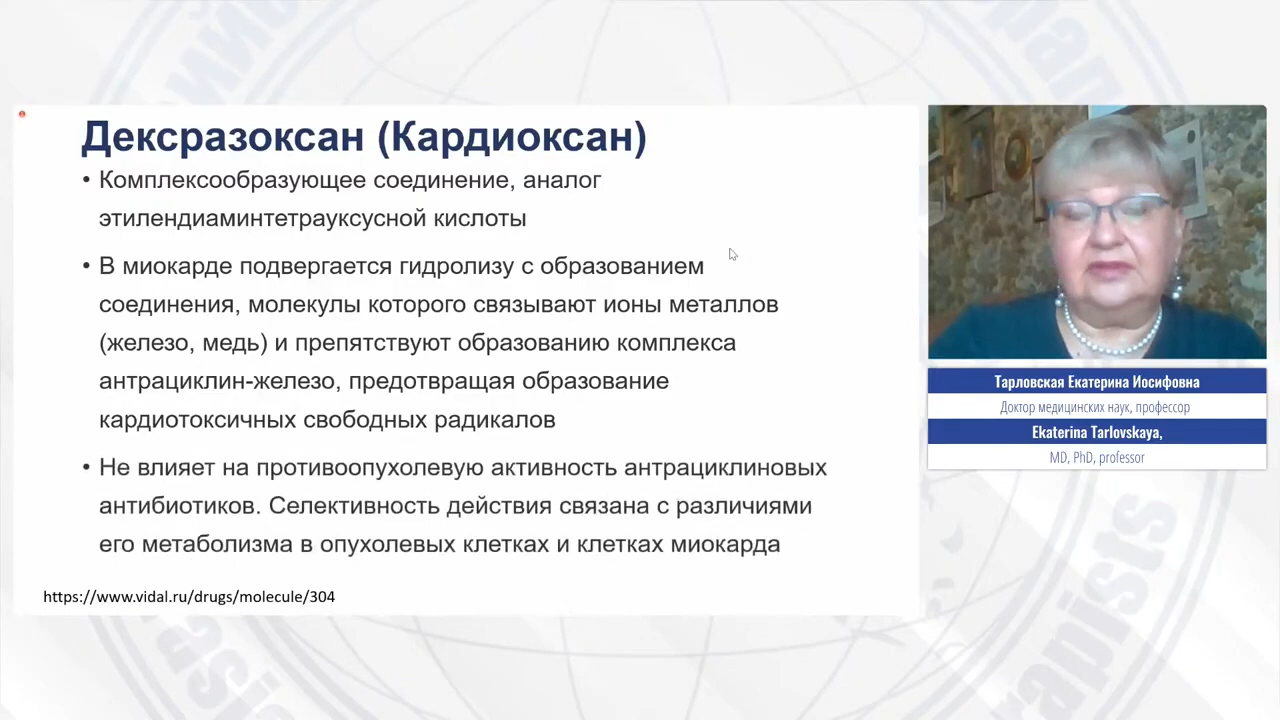 Дексразоксан (Кардиоксан)
• Комплексообразующее соединение, аналог
этилендиаминтетрауксусной кислоты
• В миокарде подвергается гидролизу с образованием
соединения, молекулы которого связывают ионы металлов
(железо, медь) и препятствуют образованию комплекса
антрациклин-железо, предотвращая образование
кардиотоксичных свободных радикалов
• Не влияет на противоопухолевую активность антрациклиновых
антибиотиков. Селективность действия связана с различиями
его метаболизма в опухолевых клетках и клетках миокарда
https://www.vidal.ru/drugs/molecule/304
Тарловская Екатерина Иосифовна
Доктор медицинских наук, профессор
Ekaterina Tarlovskaya,
MD, PhD, professor